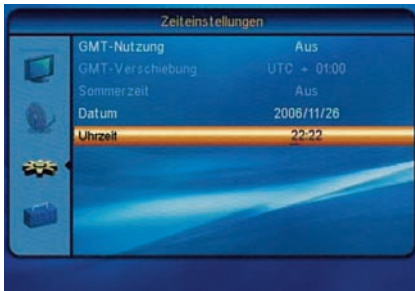 Zeiteinstellungen
GMT-Nutzung Aus
GMT-Verschiebung UTC + 01:00
Sommerzeit Aus
Datum 2006/11/26
Uhrzeit 22:22